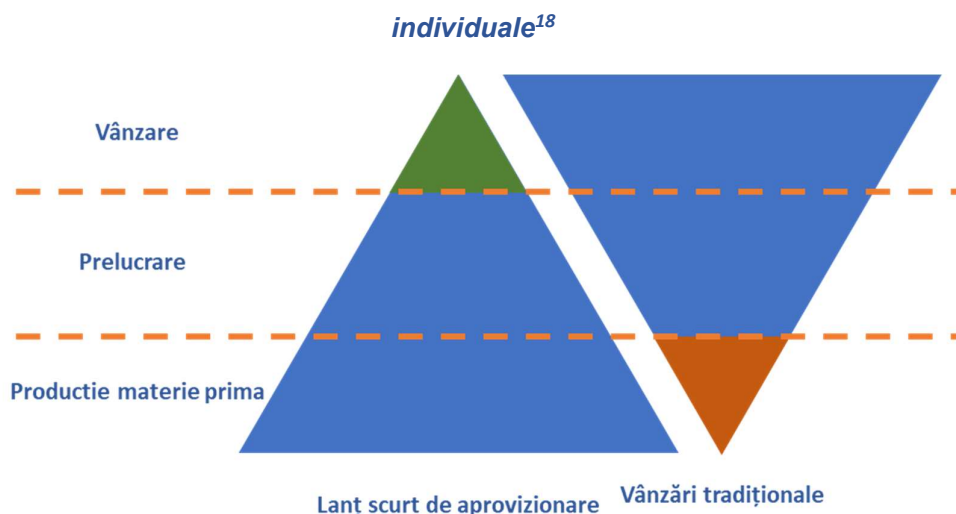 individuale18
Vânzare
Prelucrare
Productie materie prima
Lant scurt de aprovizionare
Vânzări tradiționale